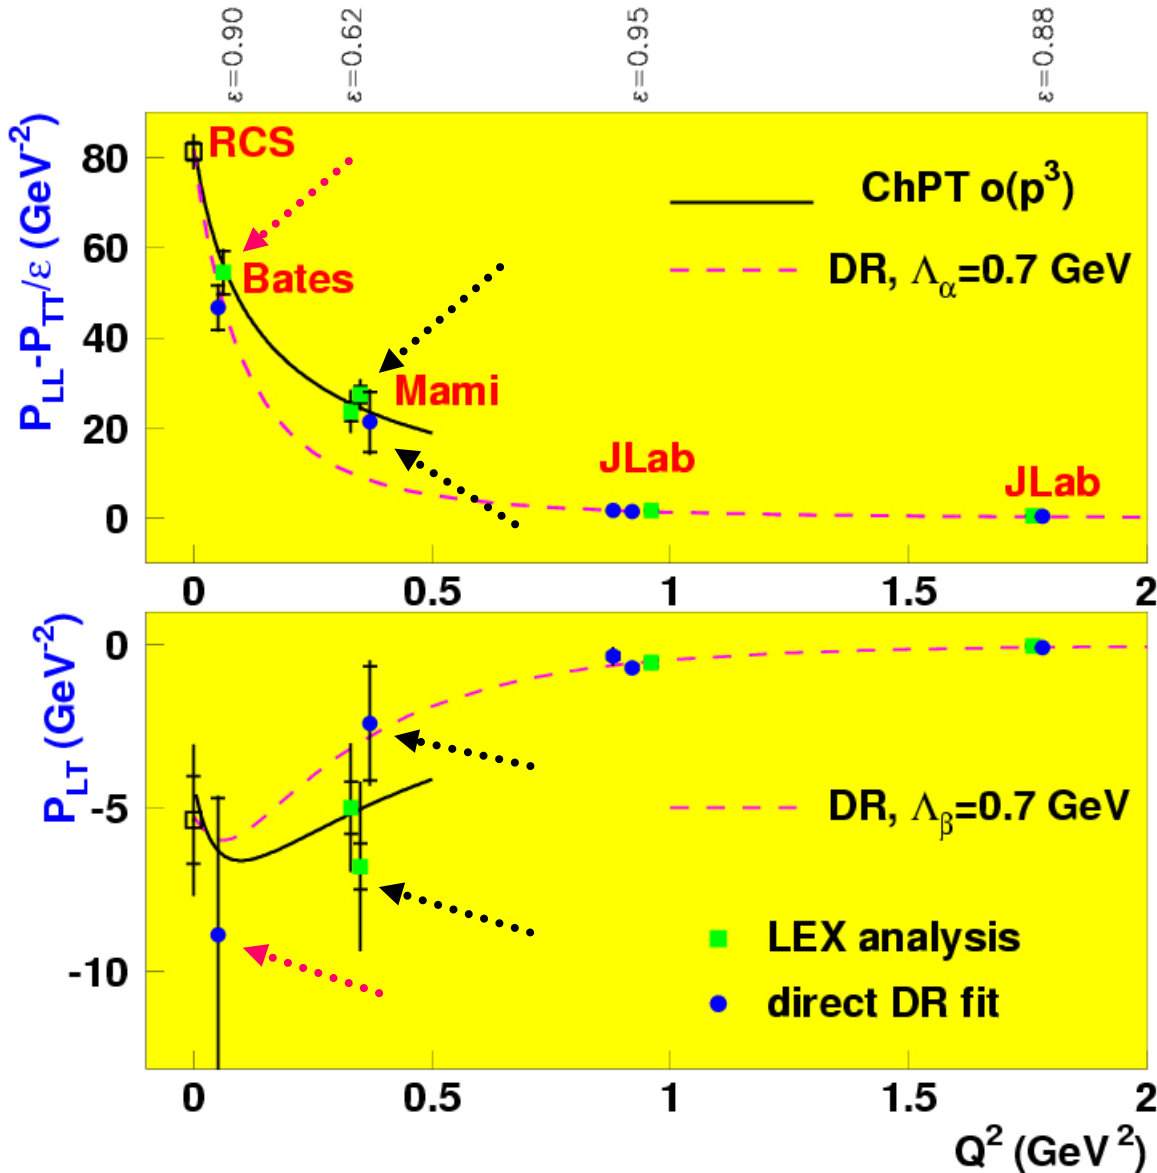 ε=0.90
ε=0.62
ε=0.95
ε=0.88
P_LL-P_TT/ε (GeV^-2)
80
60
40
20
0
RCS
Bates
Mami
JLab
JLab
ChPT o(p^3)
DR, Λ_α=0.7 GeV
0 0.5 1 1.5 2
P_LT (GeV^-2)
0
-5
-10
DR, Λ_β=0.7 GeV
LEX analysis
direct DR fit
0 0.5 1 1.5 2
Q^2 (GeV^2)